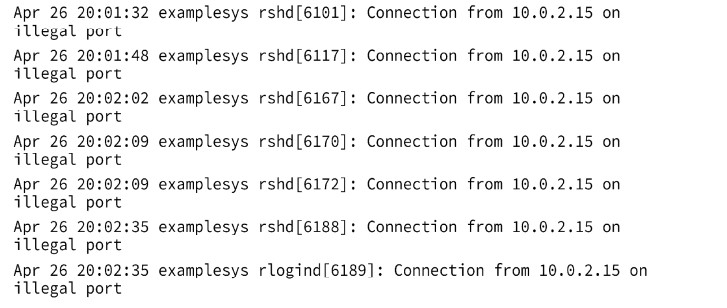 Apr 26 20:01:32 examplesys rshd[6101]: Connection from 10.0.2.15 on
illegal port
Apr 26 20:01:48 examplesys rshd[6117]: Connection from 10.0.2.15 on
illegal port
Apr 26 20:02:02 examplesys rshd[6167]: Connection from 10.0.2.15 on
illegal port
Apr 26 20:02:09 examplesys rshd[6170]: Connection from 10.0.2.15 on
illegal port
Apr 26 20:02:09 examplesys rshd[6172]: Connection from 10.0.2.15 on
illegal port
Apr 26 20:02:35 examplesys rshd[6188]: Connection from 10.0.2.15 on
illegal port
Apr 26 20:02:35 examplesys rlogind[6189]: Connection from 10.0.2.15 on
illegal port